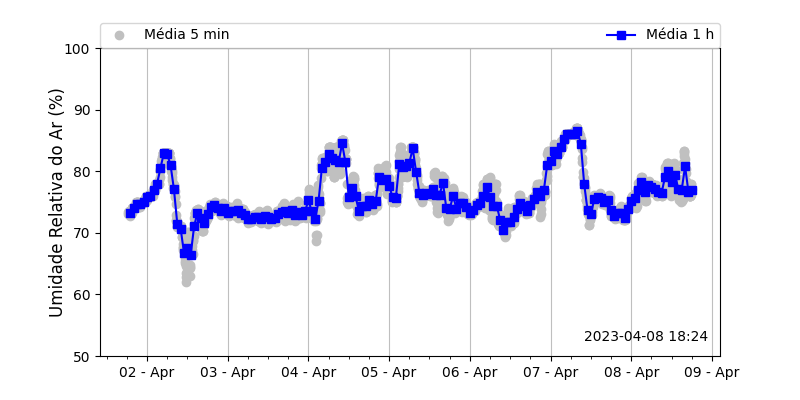 Média 5 min
Média 1 h
Umidade Relativa do Ar (%)
100
90
80
70
60
50
2023-04-08 18:24
02 - Apr
03 - Apr
04 - Apr
05 - Apr
06 - Apr
07 - Apr
08 - Apr
09 - Apr